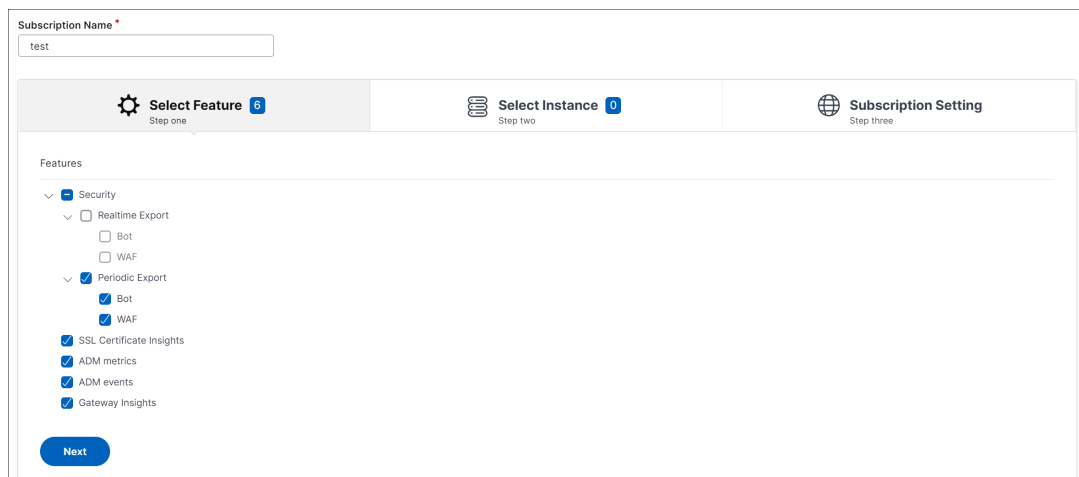 Subscription Name *
test
Select Feature 6
Step one
Select Instance 0
Step two
Subscription Setting
Step three
Features
Security
Realtime Export
Bot
WAF
Periodic Export
Bot
WAF
SSL Certificate Insights
ADM metrics
ADM events
Gateway Insights
Next